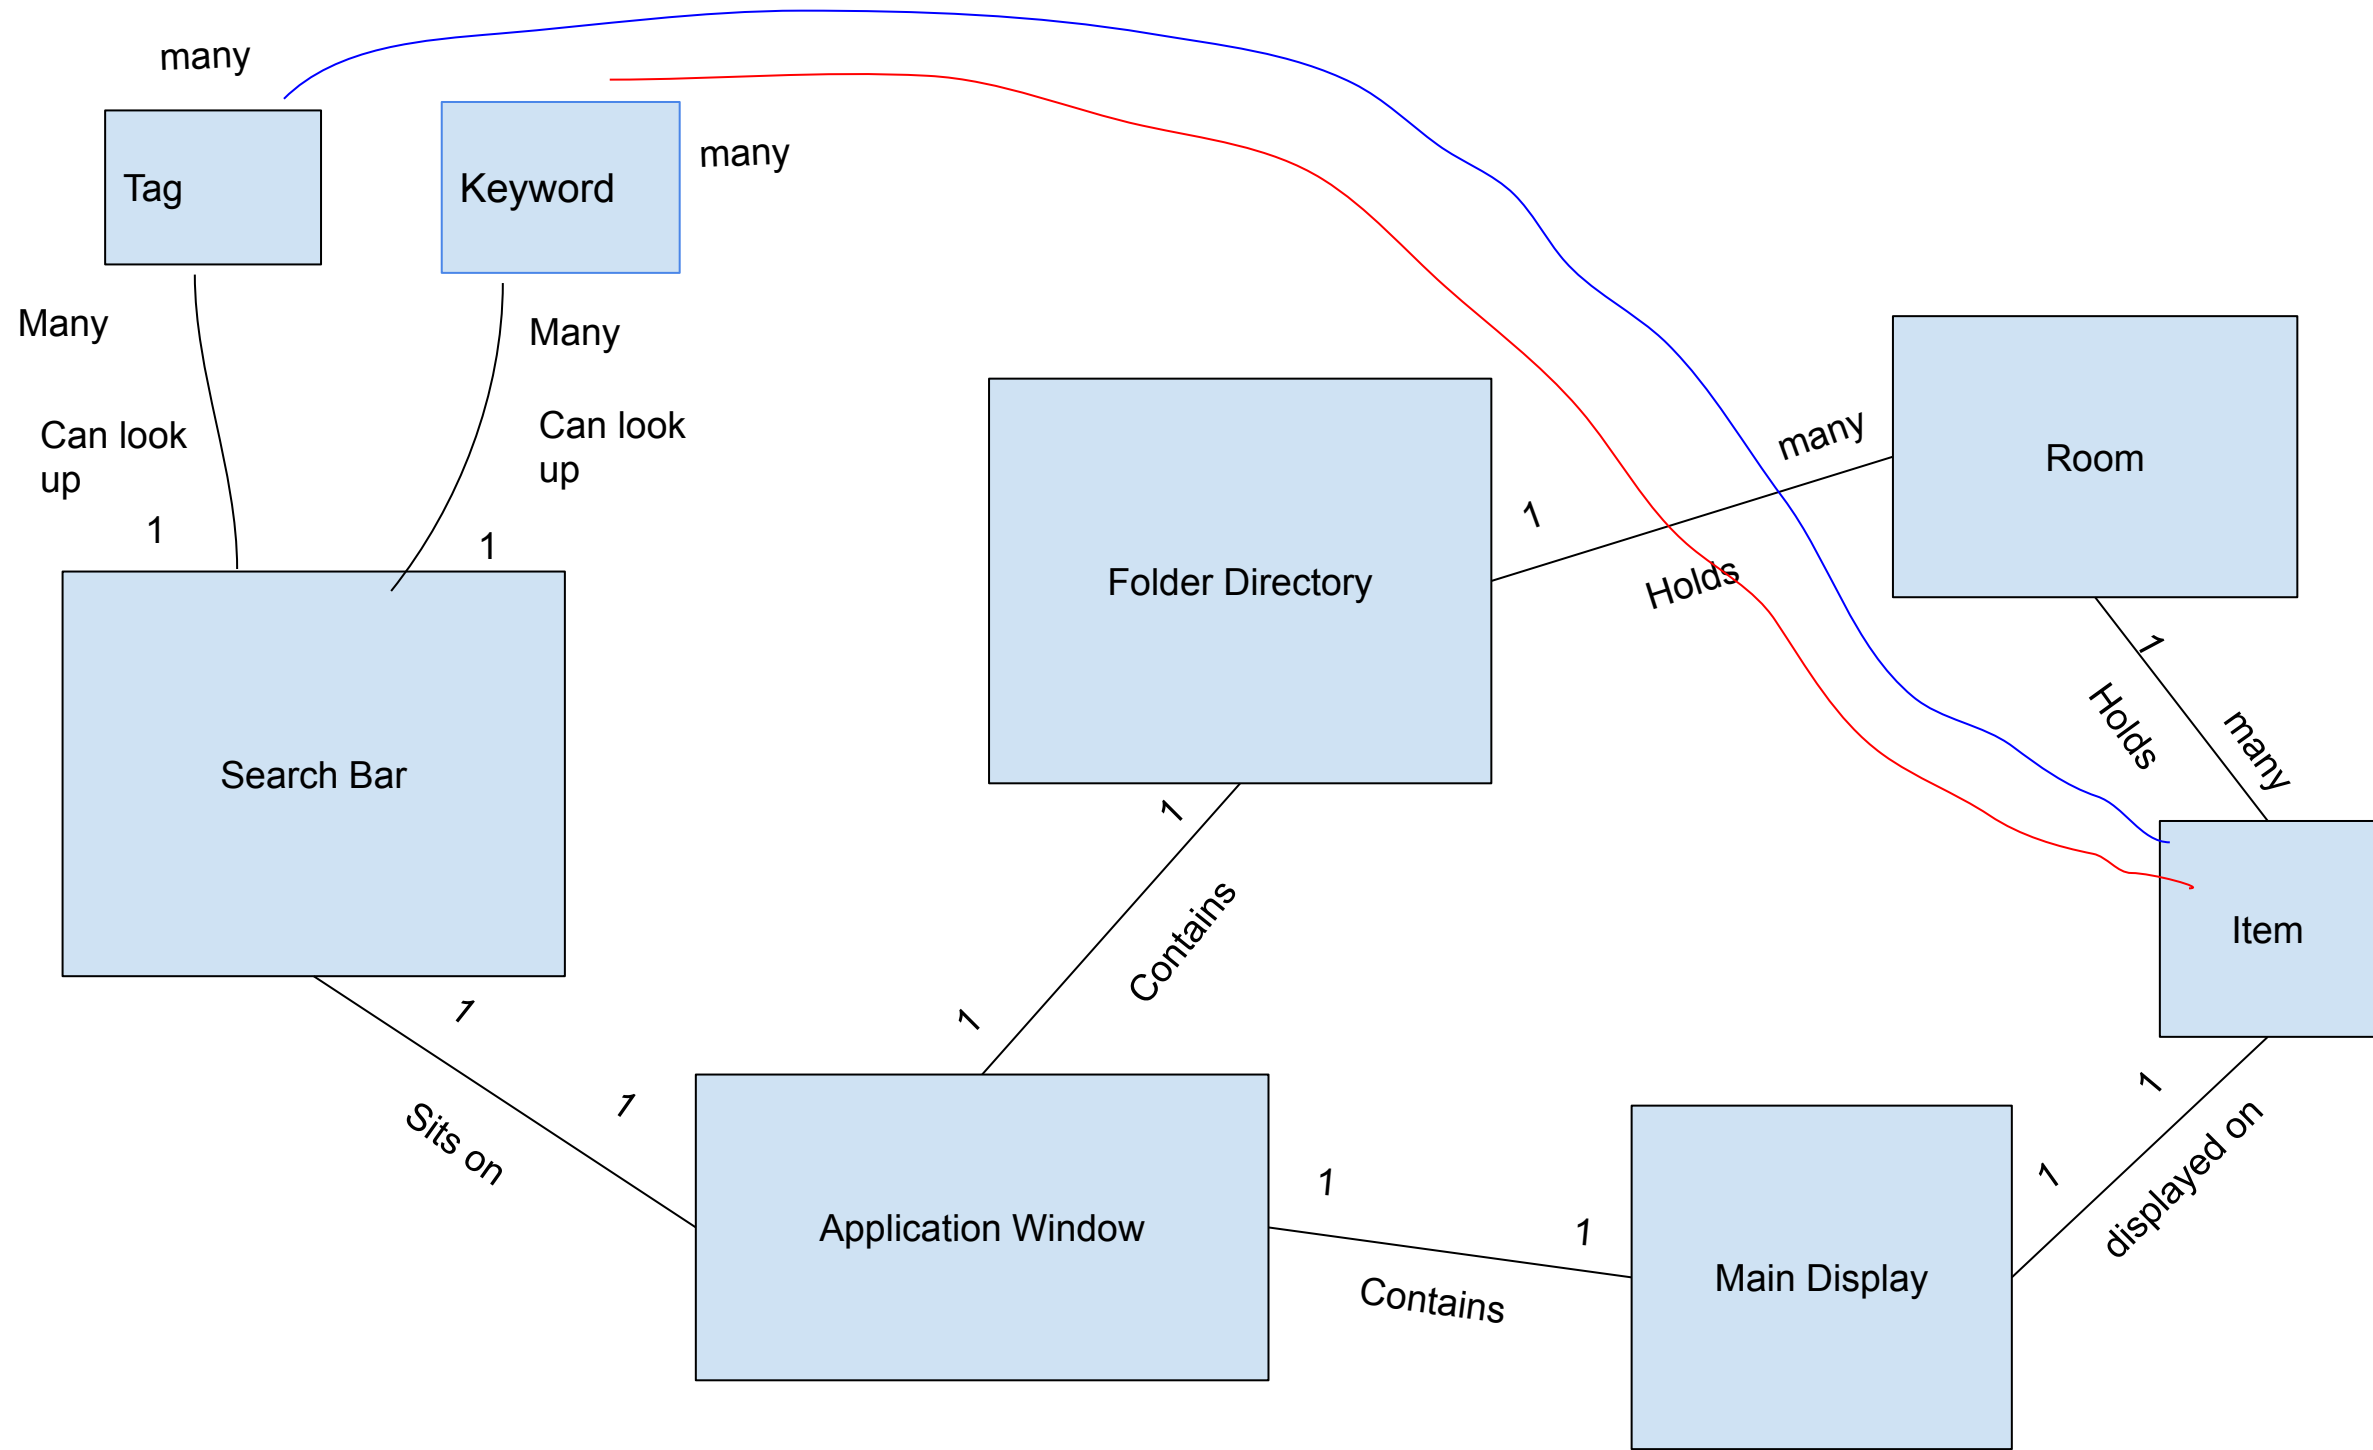 many
Tag
Keyword
many
Many
Many
Can look
up
Can look
up
1
1
Search Bar
Folder Directory
1
many
Holds
Room
1
Holds
many
Item
1
Contains
1
1
Sits on
1
Application Window
1
Contains
1
Main Display
1
1
displayed on